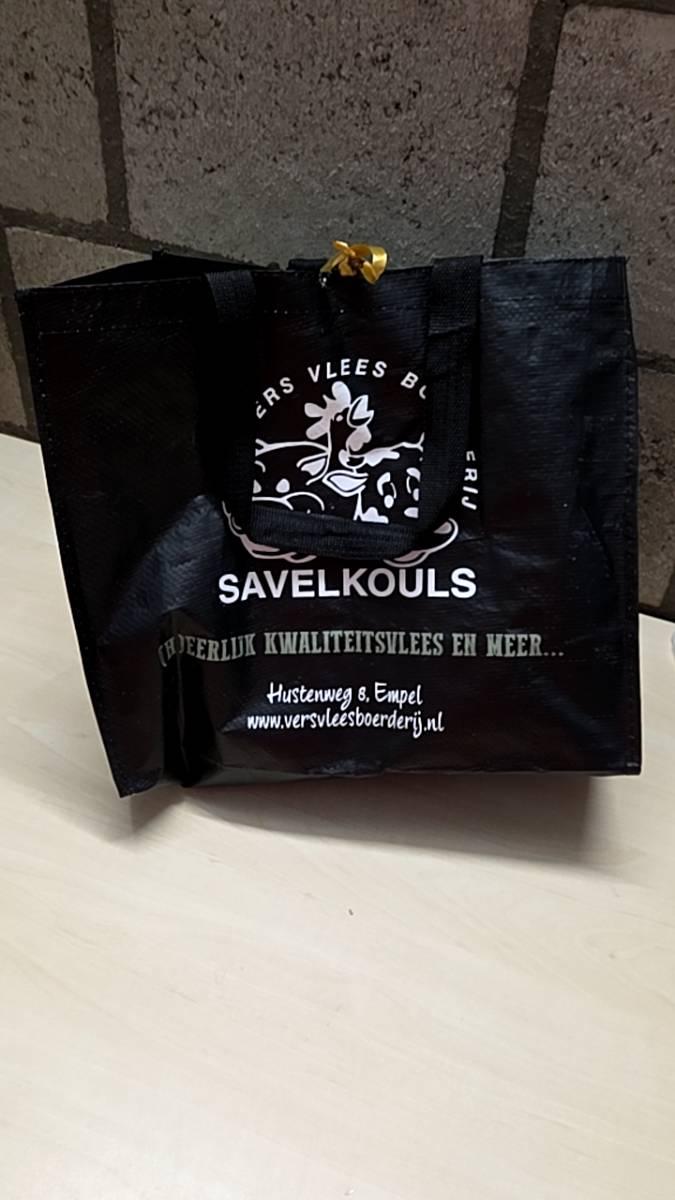 VLEES
SAVELKOULS
(H)EERLIJK KWALITEITSVLEES EN MEER...
Hustenweg 8, Empel
www.versvleesboerderij.nl